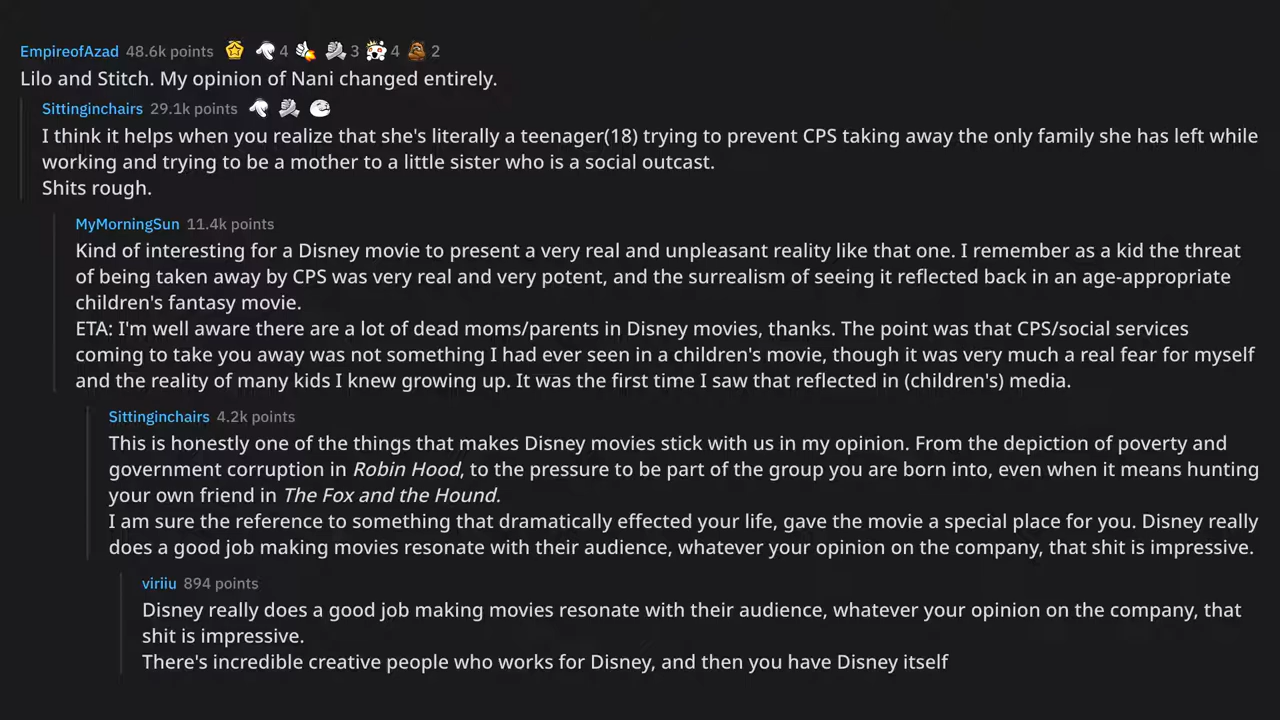 EmpireofAzad 48.6k points 4 3 4 2
Lilo and Stitch. My opinion of Nani changed entirely.
Sittinginchairs 29.1k points
I think it helps when you realize that she's literally a teenager(18) trying to prevent CPS taking away the only family she has left while
working and trying to be a mother to a little sister who is a social outcast.
Shits rough.
MyMorningSun 11.4k points
Kind of interesting for a Disney movie to present a very real and unpleasant reality like that one. I remember as a kid the threat
of being taken away by CPS was very real and very potent, and the surrealism of seeing it reflected back in an age-appropriate
children's fantasy movie.
ETA: I'm well aware there are a lot of dead moms/parents in Disney movies, thanks. The point was that CPS/social services
coming to take you away was not something I had ever seen in a children's movie, though it was very much a real fear for myself
and the reality of many kids I knew growing up. It was the first time I saw that reflected in (children's) media.
Sittinginchairs 4.2k points
This is honestly one of the things that makes Disney movies stick with us in my opinion. From the depiction of poverty and
government corruption in Robin Hood, to the pressure to be part of the group you are born into, even when it means hunting
your own friend in The Fox and the Hound.
I am sure the reference to something that dramatically effected your life, gave the movie a special place for you. Disney really
does a good job making movies resonate with their audience, whatever your opinion on the company, that shit is impressive.
viriiu 894 points
Disney really does a good job making movies resonate with their audience, whatever your opinion on the company, that
shit is impressive.
There's incredible creative people who works for Disney, and then you have Disney itself